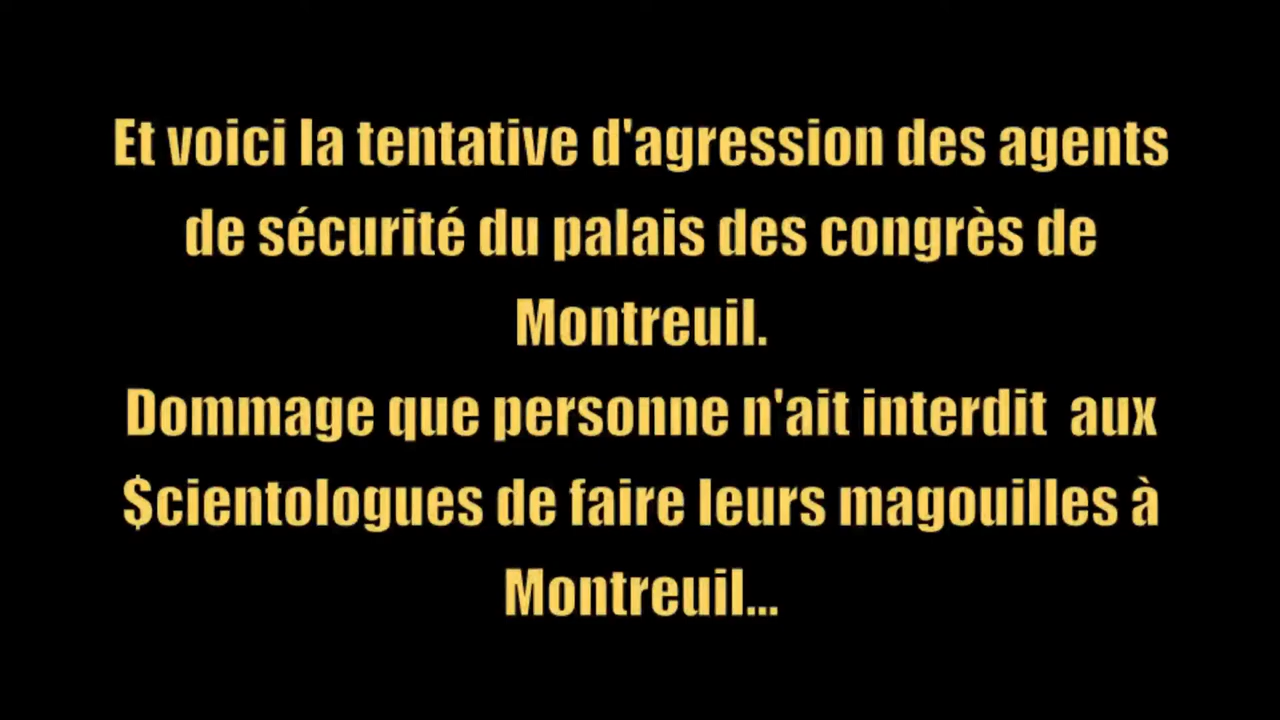 Et voici la tentative d'agression des agents
de sécurité du palais des congrès de
Montreuil.
Dommage que personne n'ait interdit  aux
$cientologues de faire leurs magouilles à
Montreuil...